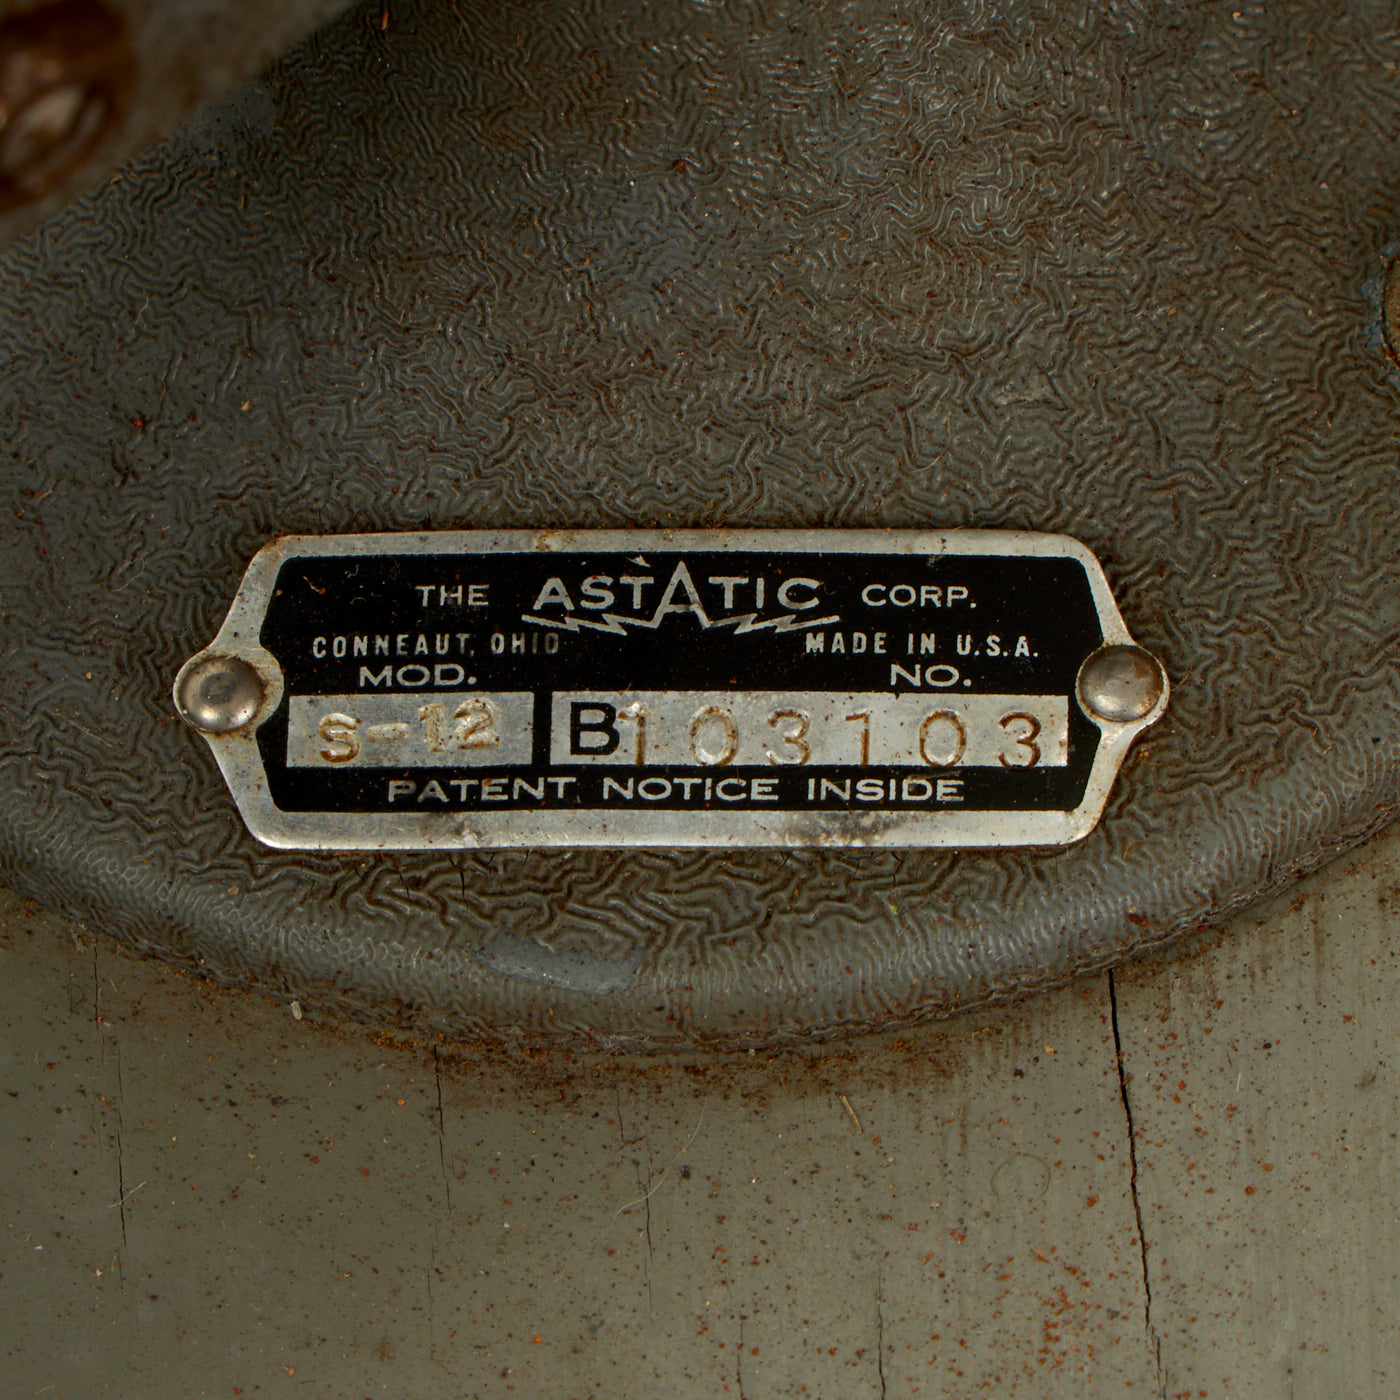 THE ASTATIC CORP.
CONNEAUT, OHIO MADE IN U.S.A.
MOD. NO.
S-12 B103103
PATENT NOTICE INSIDE